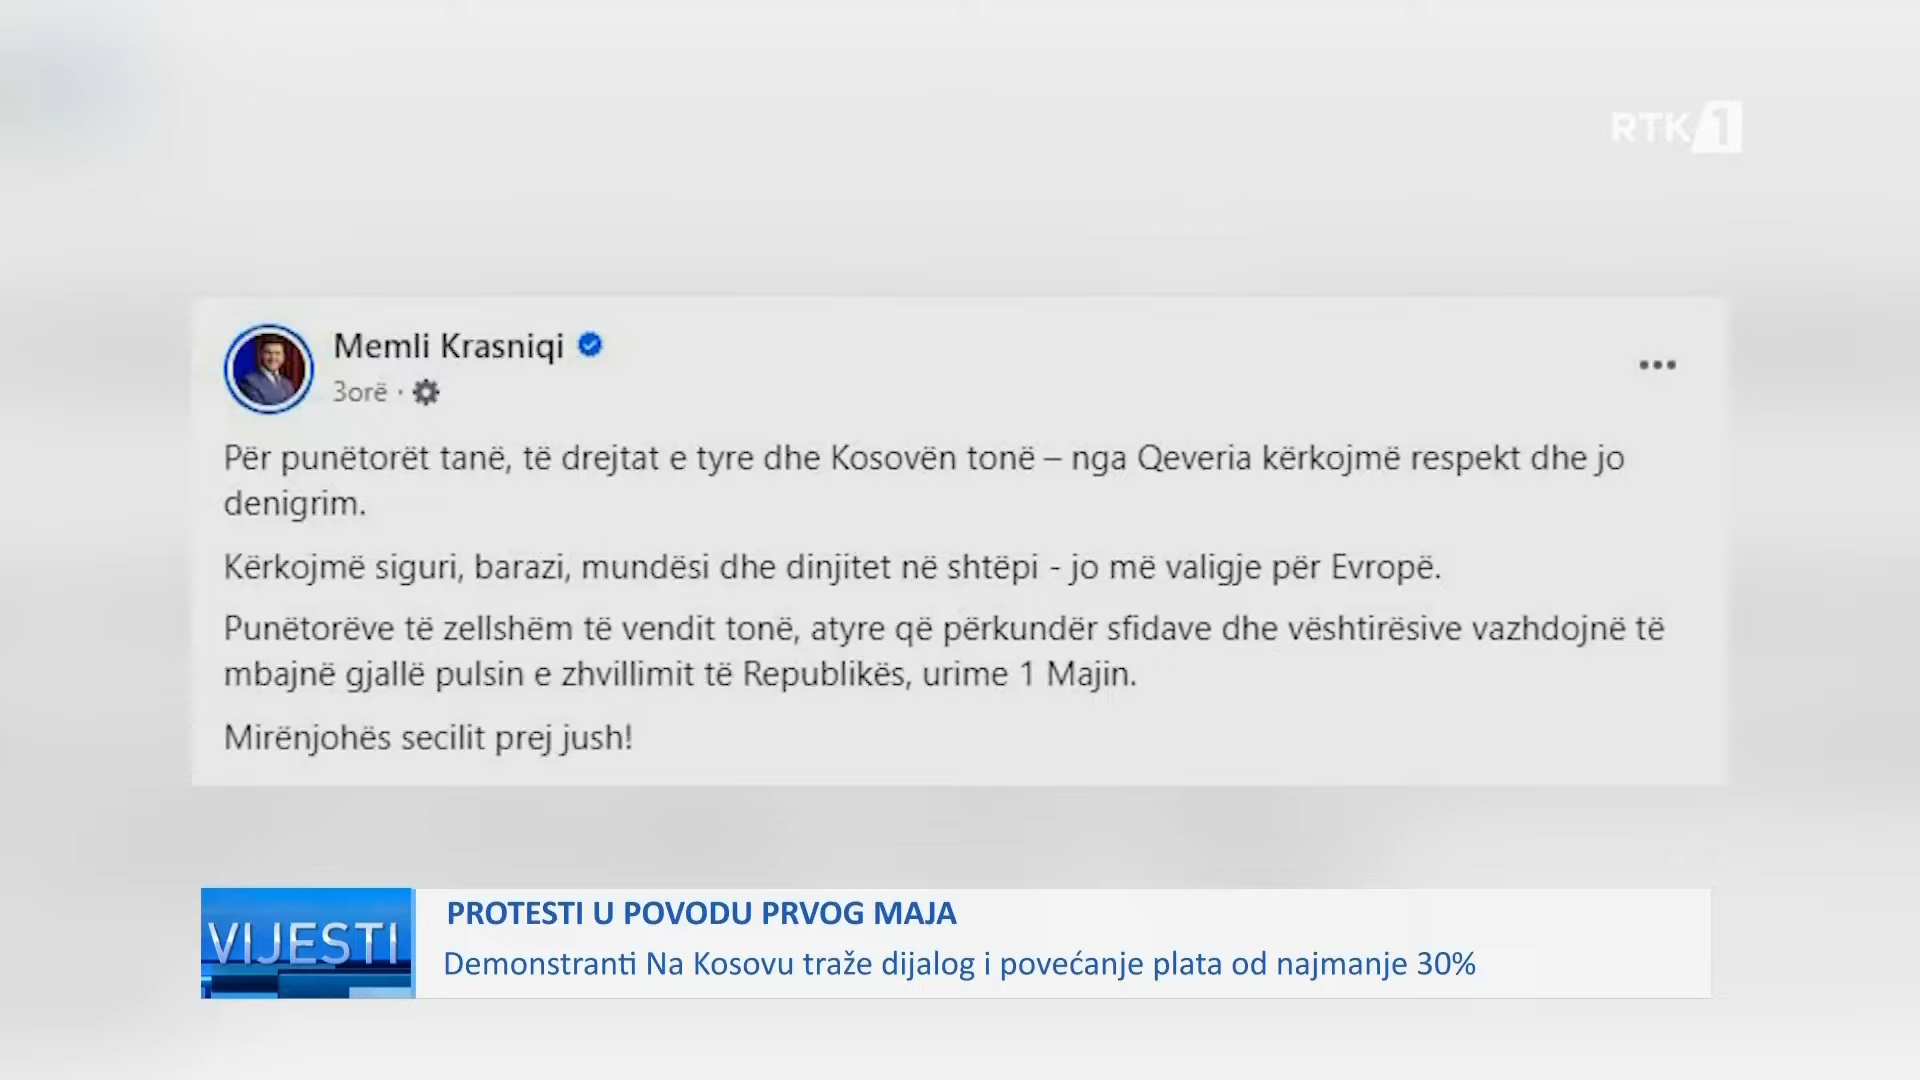 RTK 1
Memli Krasniqi
3orë ·
Për punëtorët tanë, të drejtat e tyre dhe Kosovën tonë – nga Qeveria kërkojmë respekt dhe jo
denigrim.
Kërkojmë siguri, barazi, mundësi dhe dinjitet në shtëpi - jo më valigje për Evropë.
Punëtorëve të zellshëm të vendit tonë, atyre që përkundër sfidave dhe vështirësive vazhdojnë të
mbajnë gjallë pulsin e zhvillimit të Republikës, urime 1 Majin.
Mirënjohës secilit prej jush!
VIJESTI
PROTESTI U POVODU PRVOG MAJA
Demonstranti Na Kosovu traže dijalog i povećanje plata od najmanje 30%